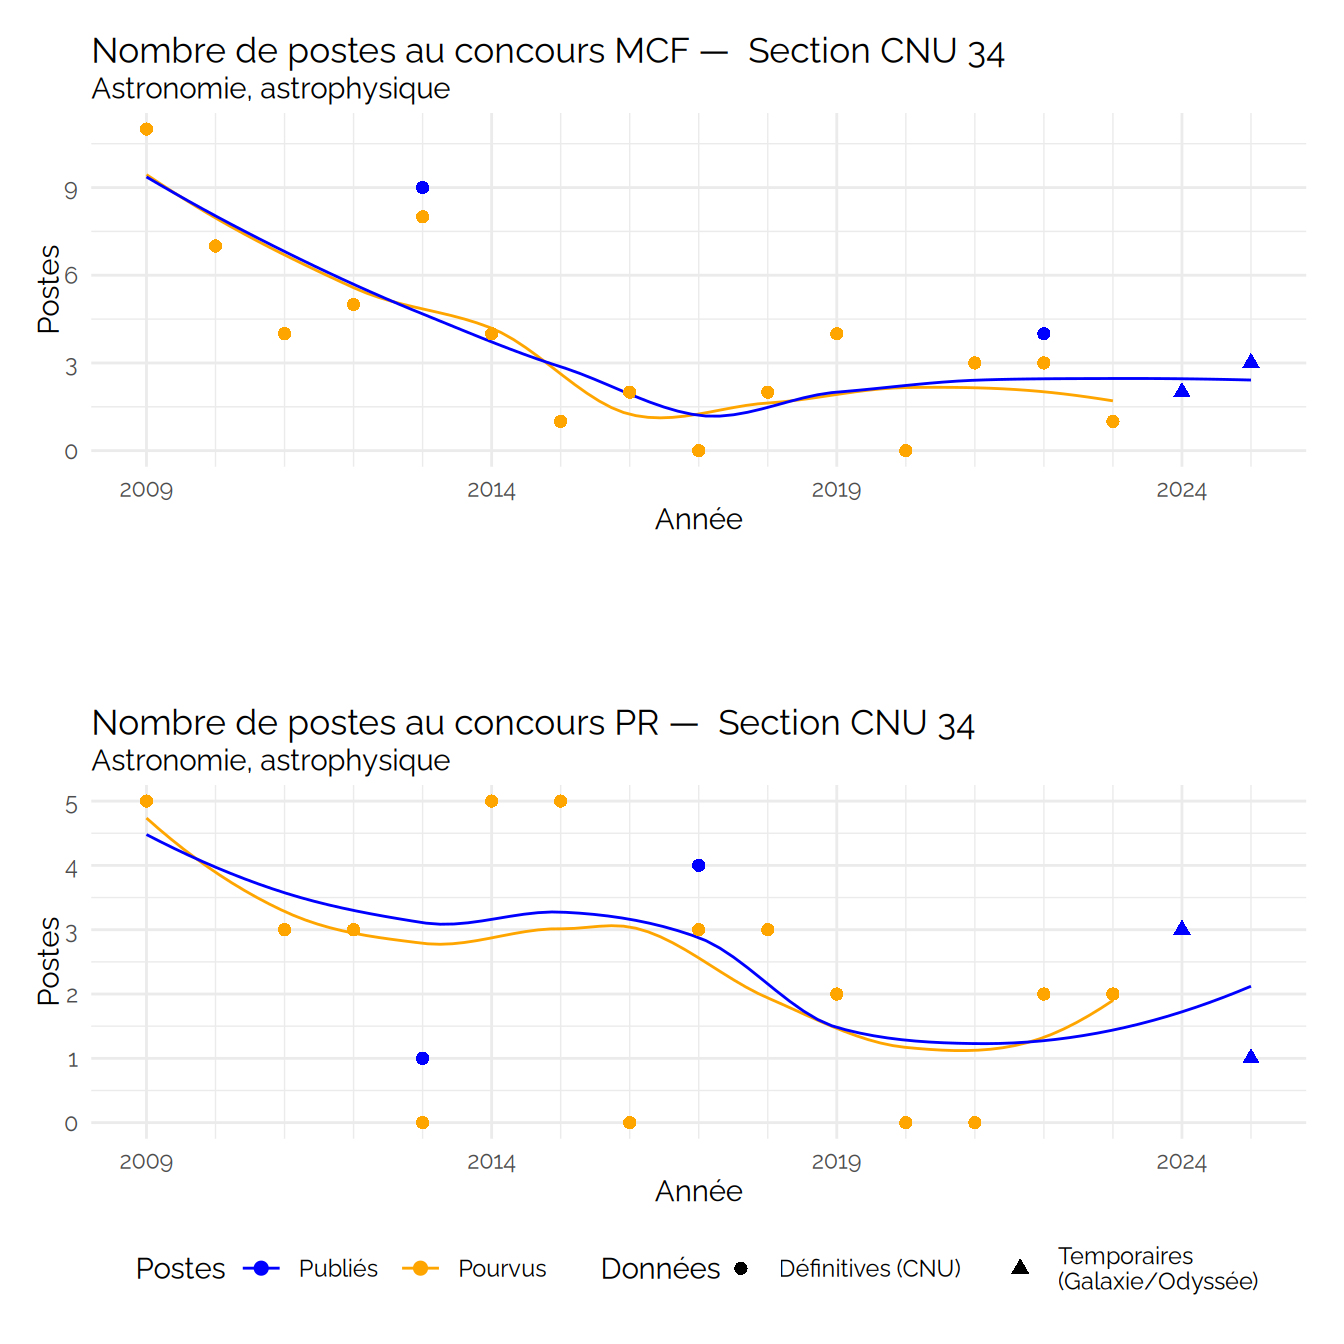 Nombre de postes au concours MCF — Section CNU 34
Astronomie, astrophysique
Postes
9
6
3
0
2009 2014 2019 2024
Année
Nombre de postes au concours PR — Section CNU 34
Astronomie, astrophysique
Postes
5
4
3
2
1
0
2009 2014 2019 2024
Année
Postes Publiés Pourvus Données Définitives (CNU) Temporaires
(Galaxie/Odyssée)